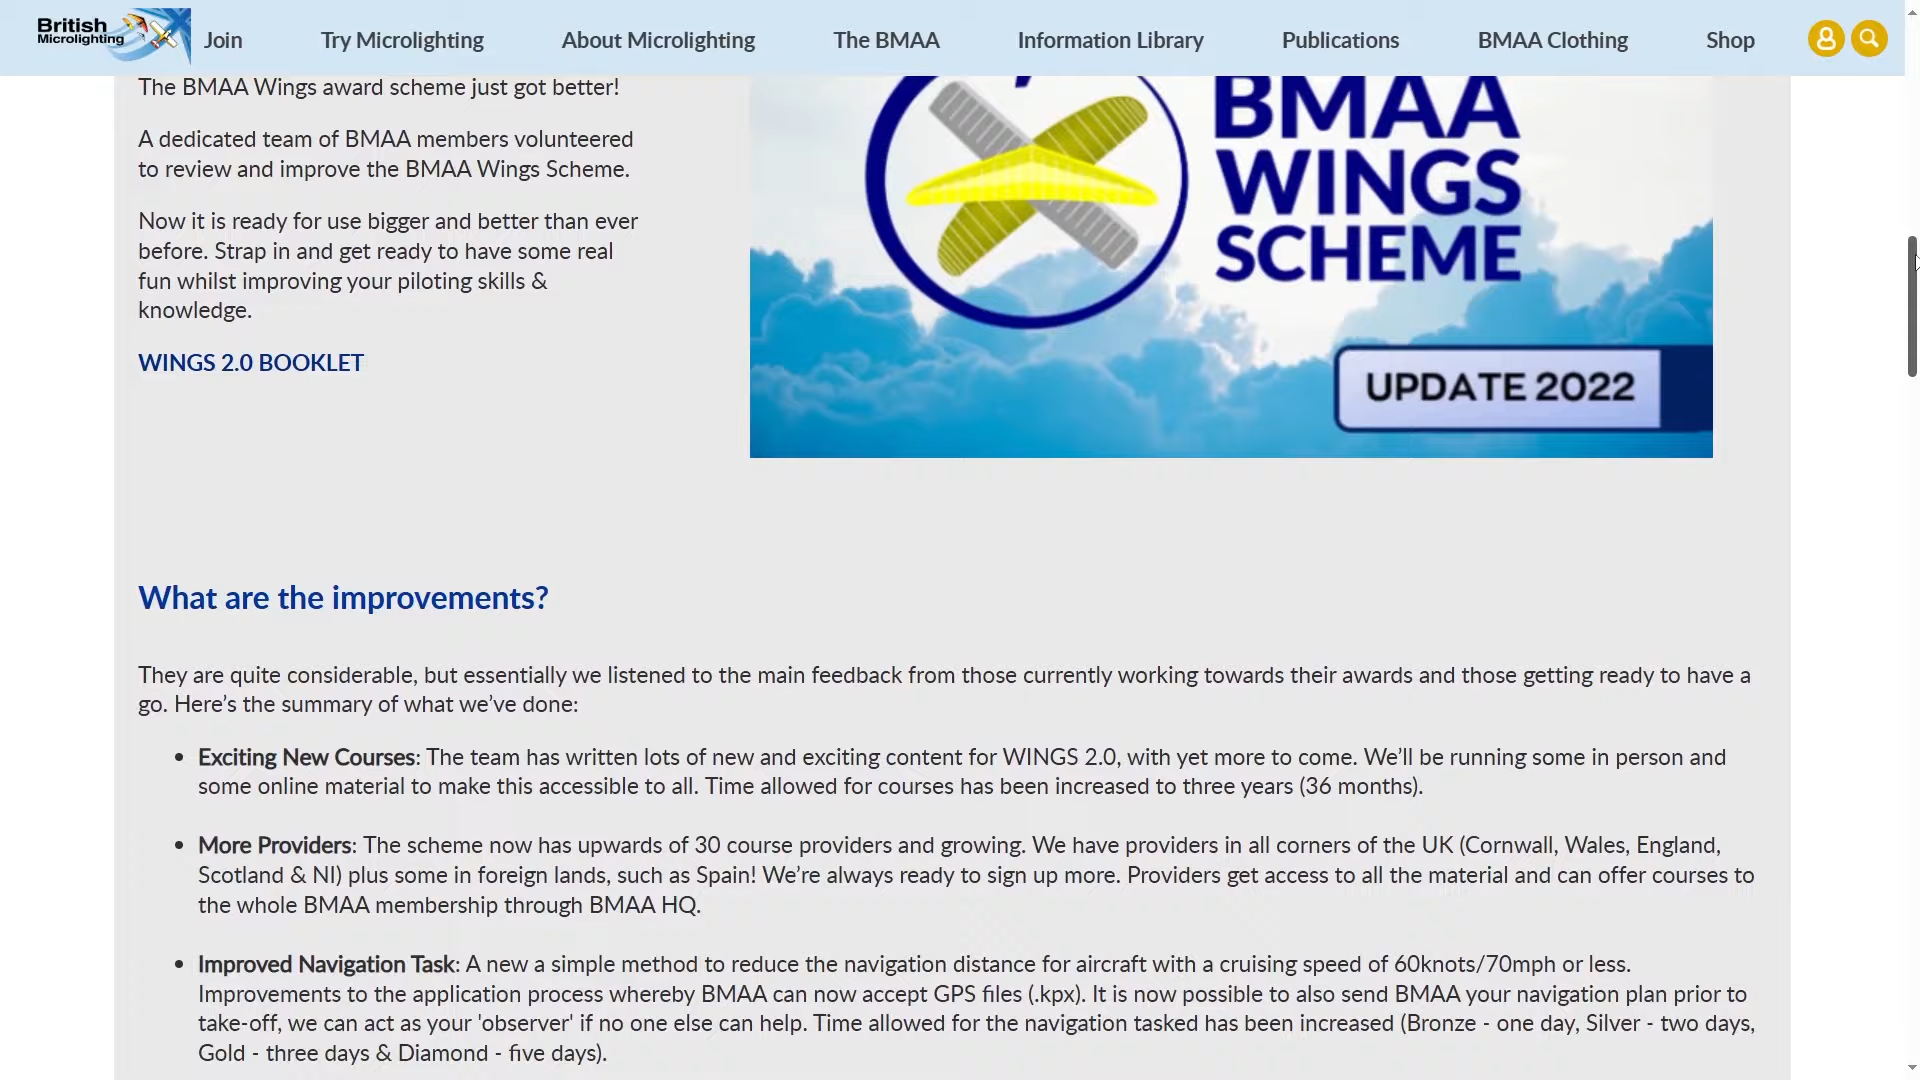 British
Microlighting
Join
Try Microlighting
About Microlighting
The BMAA
Information Library
Publications
BMAA Clothing
Shop
The BMAA Wings award scheme just got better!
A dedicated team of BMAA members volunteered
to review and improve the BMAA Wings Scheme.
Now it is ready for use bigger and better than ever
before. Strap in and get ready to have some real
fun whilst improving your piloting skills &
knowledge.
WINGS 2.0 BOOKLET
BMAA
WINGS
SCHEME
UPDATE 2022
What are the improvements?
They are quite considerable, but essentially we listened to the main feedback from those currently working towards their awards and those getting ready to have a
go. Here’s the summary of what we’ve done:
• Exciting New Courses: The team has written lots of new and exciting content for WINGS 2.0, with yet more to come. We’ll be running some in person and
some online material to make this accessible to all. Time allowed for courses has been increased to three years (36 months).
• More Providers: The scheme now has upwards of 30 course providers and growing. We have providers in all corners of the UK (Cornwall, Wales, England,
Scotland & NI) plus some in foreign lands, such as Spain! We’re always ready to sign up more. Providers get access to all the material and can offer courses to
the whole BMAA membership through BMAA HQ.
• Improved Navigation Task: A new a simple method to reduce the navigation distance for aircraft with a cruising speed of 60knots/70mph or less.
Improvements to the application process whereby BMAA can now accept GPS files (.kpx). It is now possible to also send BMAA your navigation plan prior to
take-off, we can act as your 'observer' if no one else can help. Time allowed for the navigation tasked has been increased (Bronze - one day, Silver - two days,
Gold - three days & Diamond - five days).